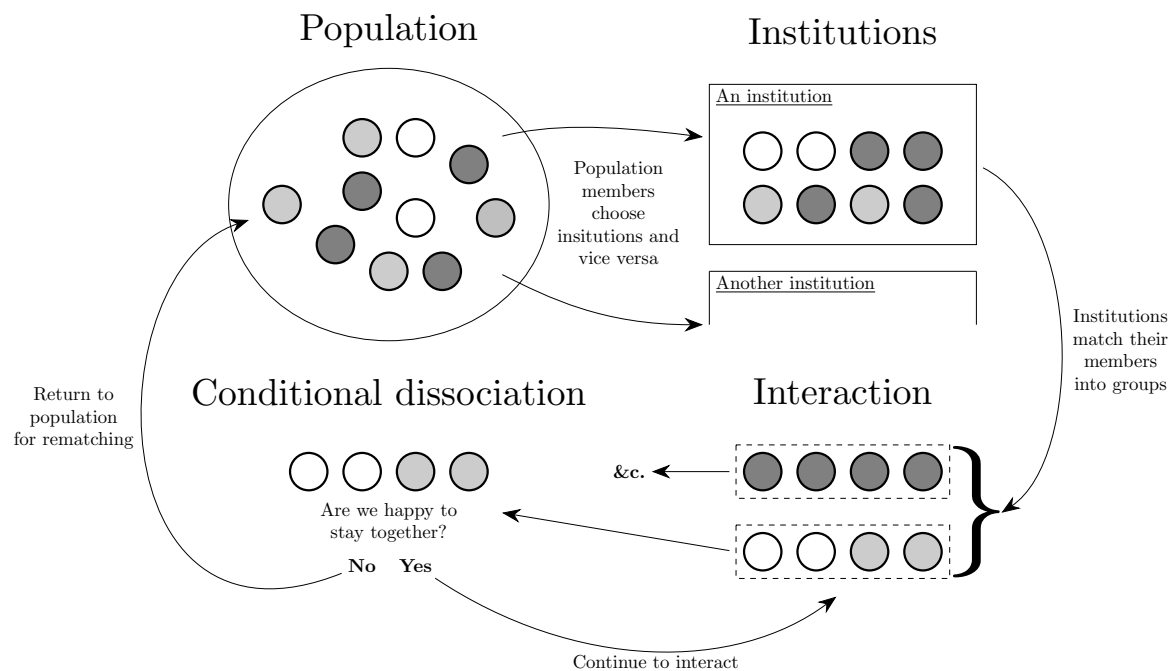 Population
Institutions
An institution
Population
members
choose
insitutions and
vice versa
Another institution
Institutions
match their
members
into groups
Return to
population
for rematching
Conditional dissociation
Interaction
&c.
Are we happy to
stay together?
No Yes
Continue to interact